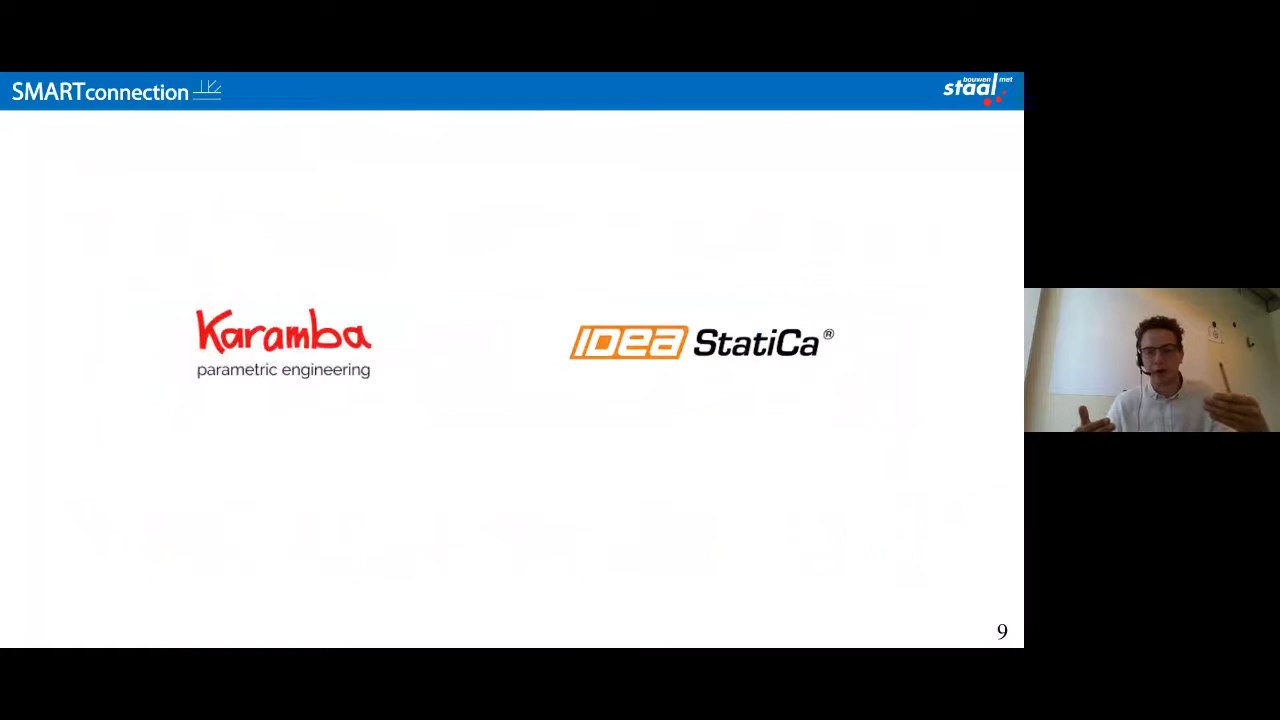 SMARTconnection
bouwen met
staal
Karamba
parametric engineering
IDEA StatiCa®
9